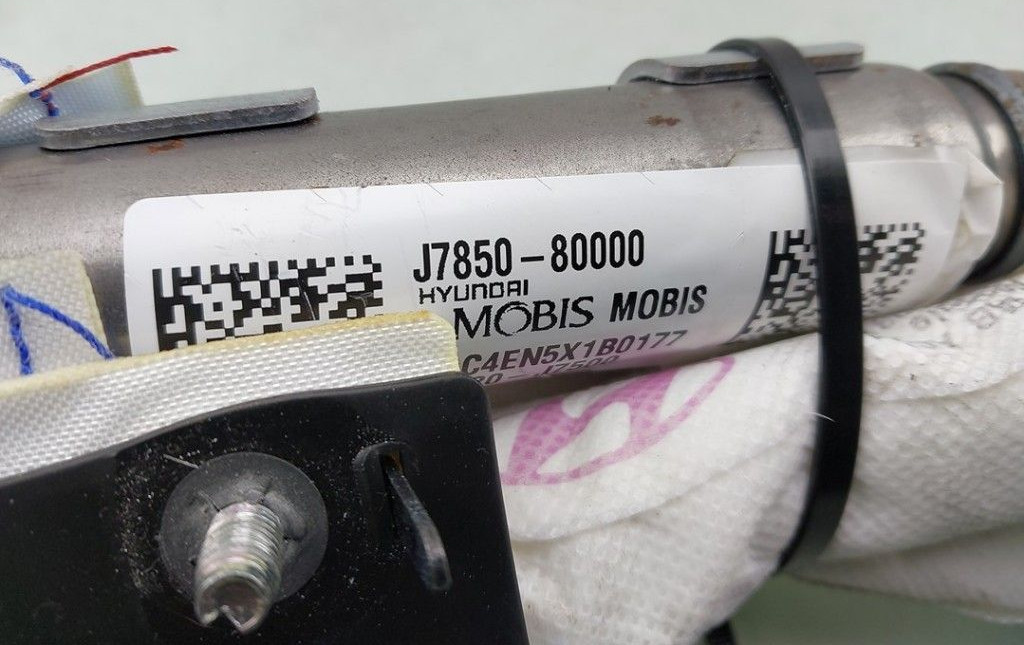 J7850-80000
HYUNDAI
MOBIS MOBIS
C4EN5X1B0177